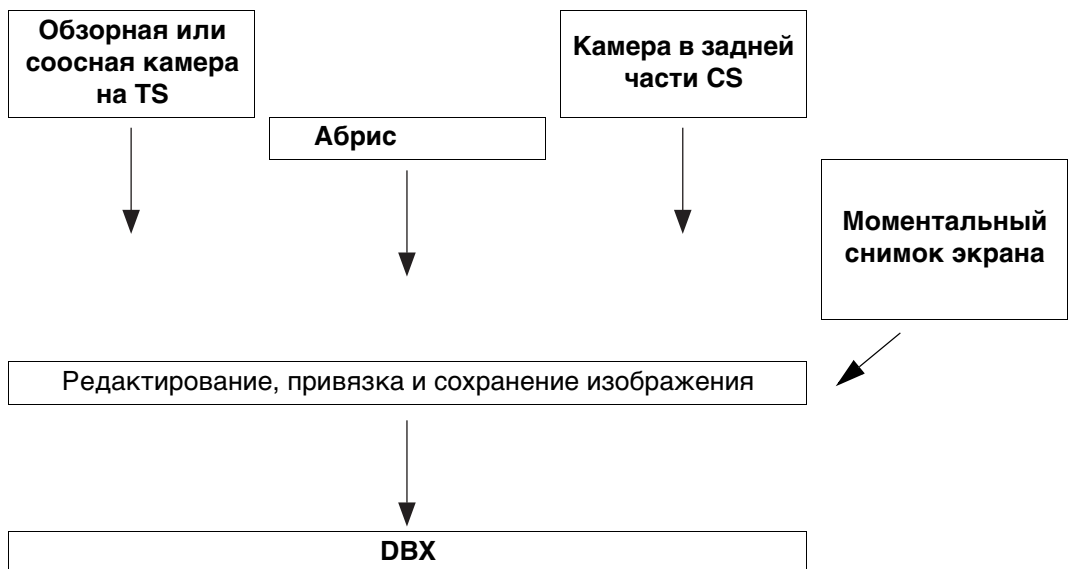 Обзорная или
соосная камера
на TS
Камера в задней
части CS
Абрис
Моментальный
снимок экрана
Редактирование, привязка и сохранение изображения
DBX